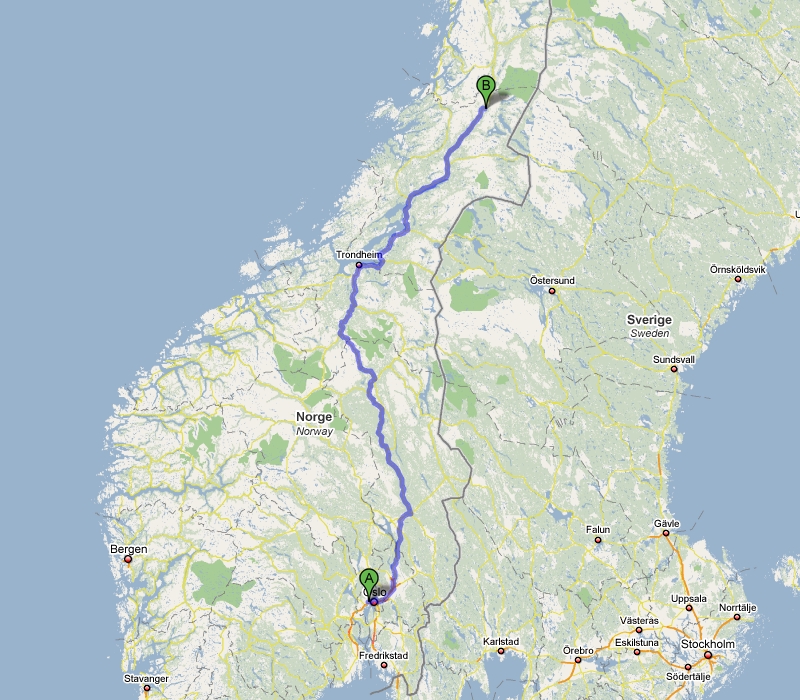 B
Trondheim
Östersund
Örnsköldsvik
Sverige
Sweden
Sundsvall
Norge
Norway
Bergen
Falun
Gävle
A
Oslo
Uppsala
Norrtälje
Västerås
Karlstad
Örebro
Eskilstuna
Stockholm
Fredrikstad
Södertälje
Stavanger